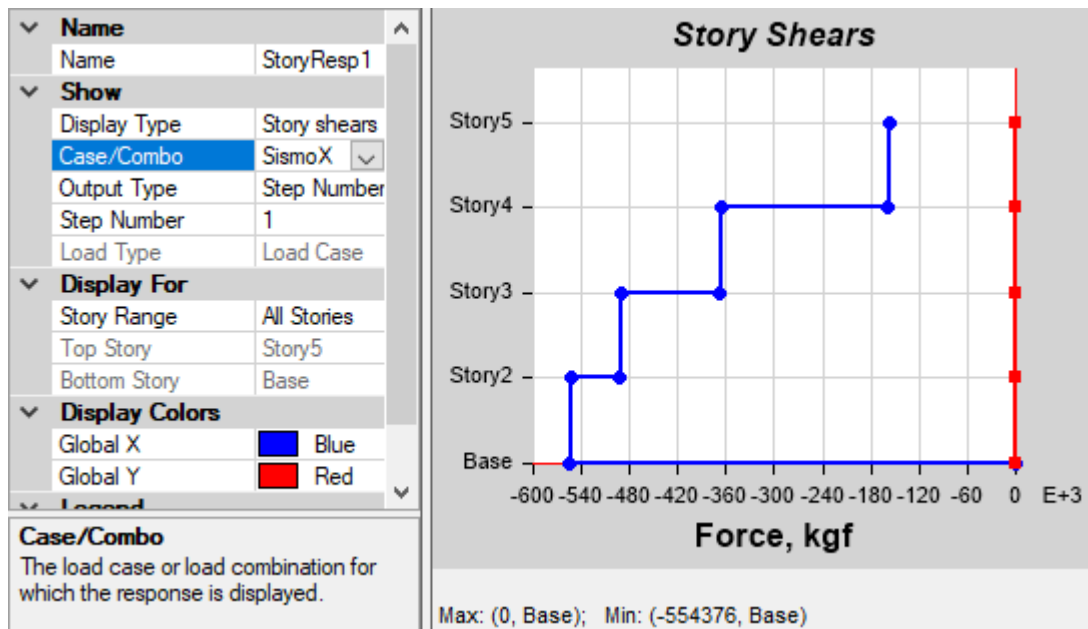 Name
Name StoryResp1
Show
Display Type Story shears
Case/Combo SismoX
Output Type Step Number
Step Number 1
Load Type Load Case
Display For
Story Range All Stories
Top Story Story5
Bottom Story Base
Display Colors
Global X Blue
Global Y Red
Legend
Case/Combo
The load case or load combination for
which the response is displayed.
Story Shears
Story5
Story4
Story3
Story2
Base
-600 -540 -480 -420 -360 -300 -240 -180 -120 -60 0 E+3
Force, kgf
Max: (0, Base); Min: (-554376, Base)